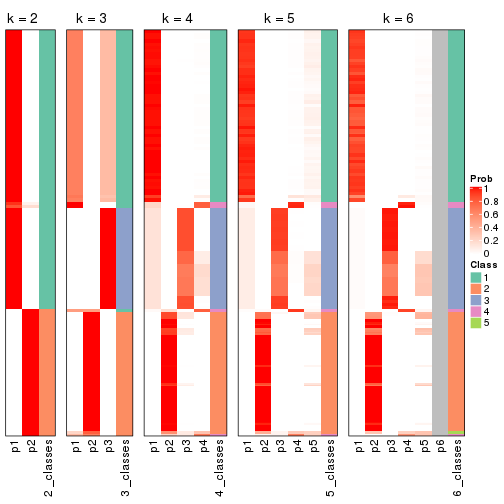 k = 2
k = 3
k = 4
k = 5
k = 6
p1
p2
2_classes
p1
p2
p3
3_classes
p1
p2
p3
p4
4_classes
p1
p2
p3
p4
p5
5_classes
p1
p2
p3
p4
p5
p6
6_classes
Prob
1
0.8
0.6
0.4
0.2
0
Class
1
2
3
4
5